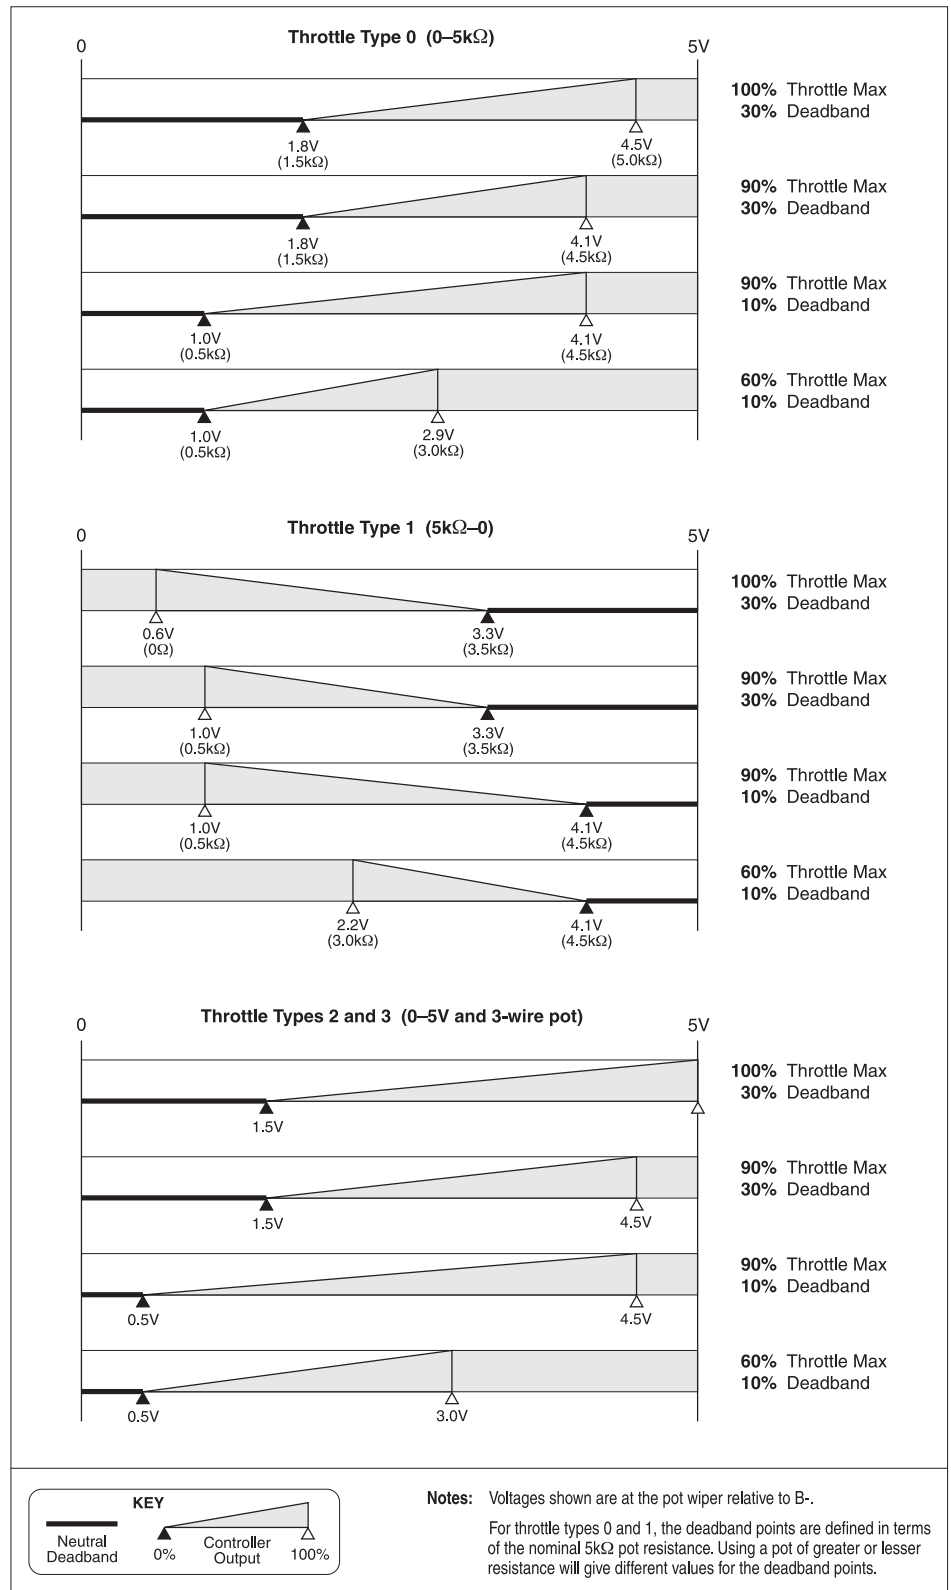 Throttle Type 0 (0–5kΩ)
0
5V
100% Throttle Max
30% Deadband
1.8V
(1.5kΩ)
4.5V
(5.0kΩ)
90% Throttle Max
30% Deadband
1.8V
(1.5kΩ)
4.1V
(4.5kΩ)
90% Throttle Max
10% Deadband
1.0V
(0.5kΩ)
4.1V
(4.5kΩ)
60% Throttle Max
10% Deadband
1.0V
(0.5kΩ)
2.9V
(3.0kΩ)
Throttle Type 1 (5kΩ–0)
0
5V
100% Throttle Max
30% Deadband
0.6V
(0Ω)
3.3V
(3.5kΩ)
90% Throttle Max
30% Deadband
1.0V
(0.5kΩ)
3.3V
(3.5kΩ)
90% Throttle Max
10% Deadband
1.0V
(0.5kΩ)
4.1V
(4.5kΩ)
60% Throttle Max
10% Deadband
2.2V
(3.0kΩ)
4.1V
(4.5kΩ)
Throttle Types 2 and 3 (0–5V and 3-wire pot)
0
5V
100% Throttle Max
30% Deadband
1.5V
90% Throttle Max
30% Deadband
1.5V
4.5V
90% Throttle Max
10% Deadband
0.5V
4.5V
60% Throttle Max
10% Deadband
0.5V
3.0V
KEY
Neutral
Deadband
0%
Controller
Output
100%
Notes: Voltages shown are at the pot wiper relative to B-.
For throttle types 0 and 1, the deadband points are defined in terms
of the nominal 5kΩ pot resistance. Using a pot of greater or lesser
resistance will give different values for the deadband points.